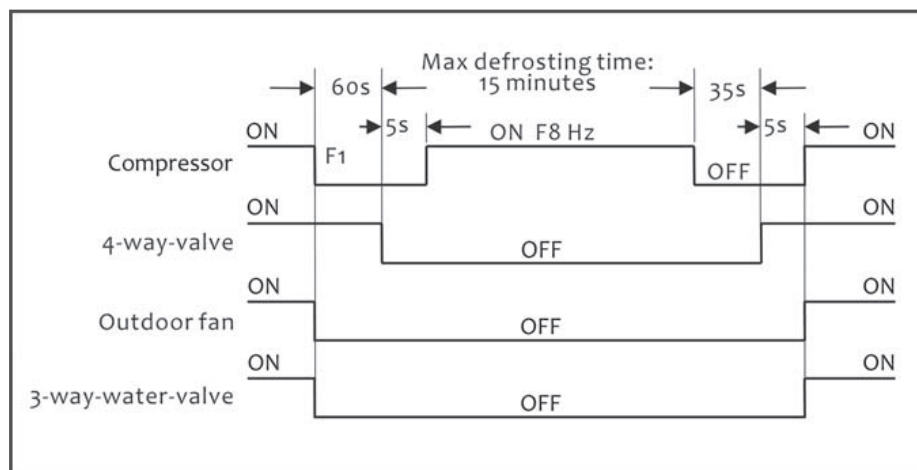 Max defrosting time:
60s 15 minutes 35s
5s 5s
ON ON F8 Hz ON
Compressor F1 OFF
ON ON
4-way-valve OFF
ON ON
Outdoor fan OFF
ON ON
3-way-water-valve OFF